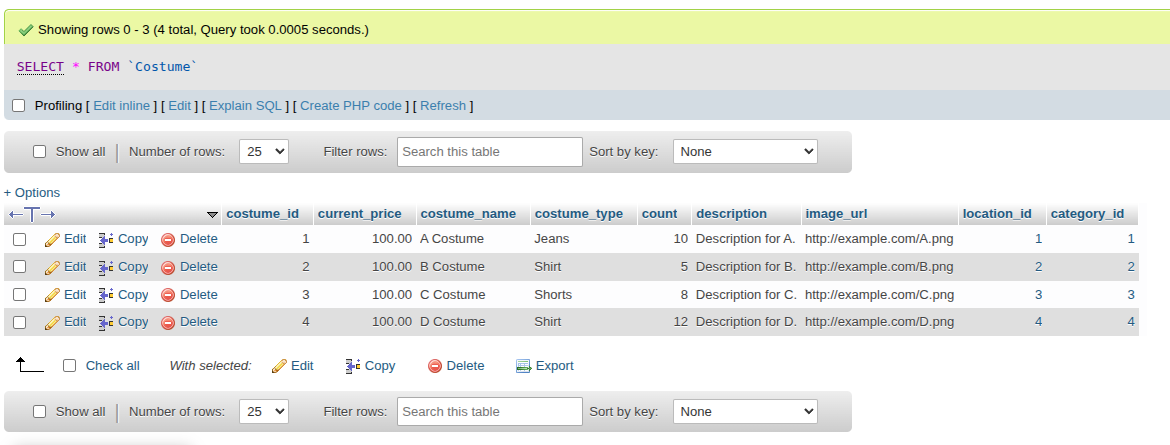 Showing rows 0 - 3 (4 total, Query took 0.0005 seconds.)
SELECT * FROM `Costume`
Profiling [ Edit inline ] [ Edit ] [ Explain SQL ] [ Create PHP code ] [ Refresh ]
Show all | Number of rows: 25 Filter rows: Search this table Sort by key: None
+ Options
costume_id current_price costume_name costume_type count description image_url location_id category_id
Edit Copy Delete 1 100.00 A Costume Jeans 10 Description for A. http://example.com/A.png 1 1
Edit Copy Delete 2 100.00 B Costume Shirt 5 Description for B. http://example.com/B.png 2 2
Edit Copy Delete 3 100.00 C Costume Shorts 8 Description for C. http://example.com/C.png 3 3
Edit Copy Delete 4 100.00 D Costume Shirt 12 Description for D. http://example.com/D.png 4 4
Check all With selected: Edit Copy Delete Export
Show all | Number of rows: 25 Filter rows: Search this table Sort by key: None